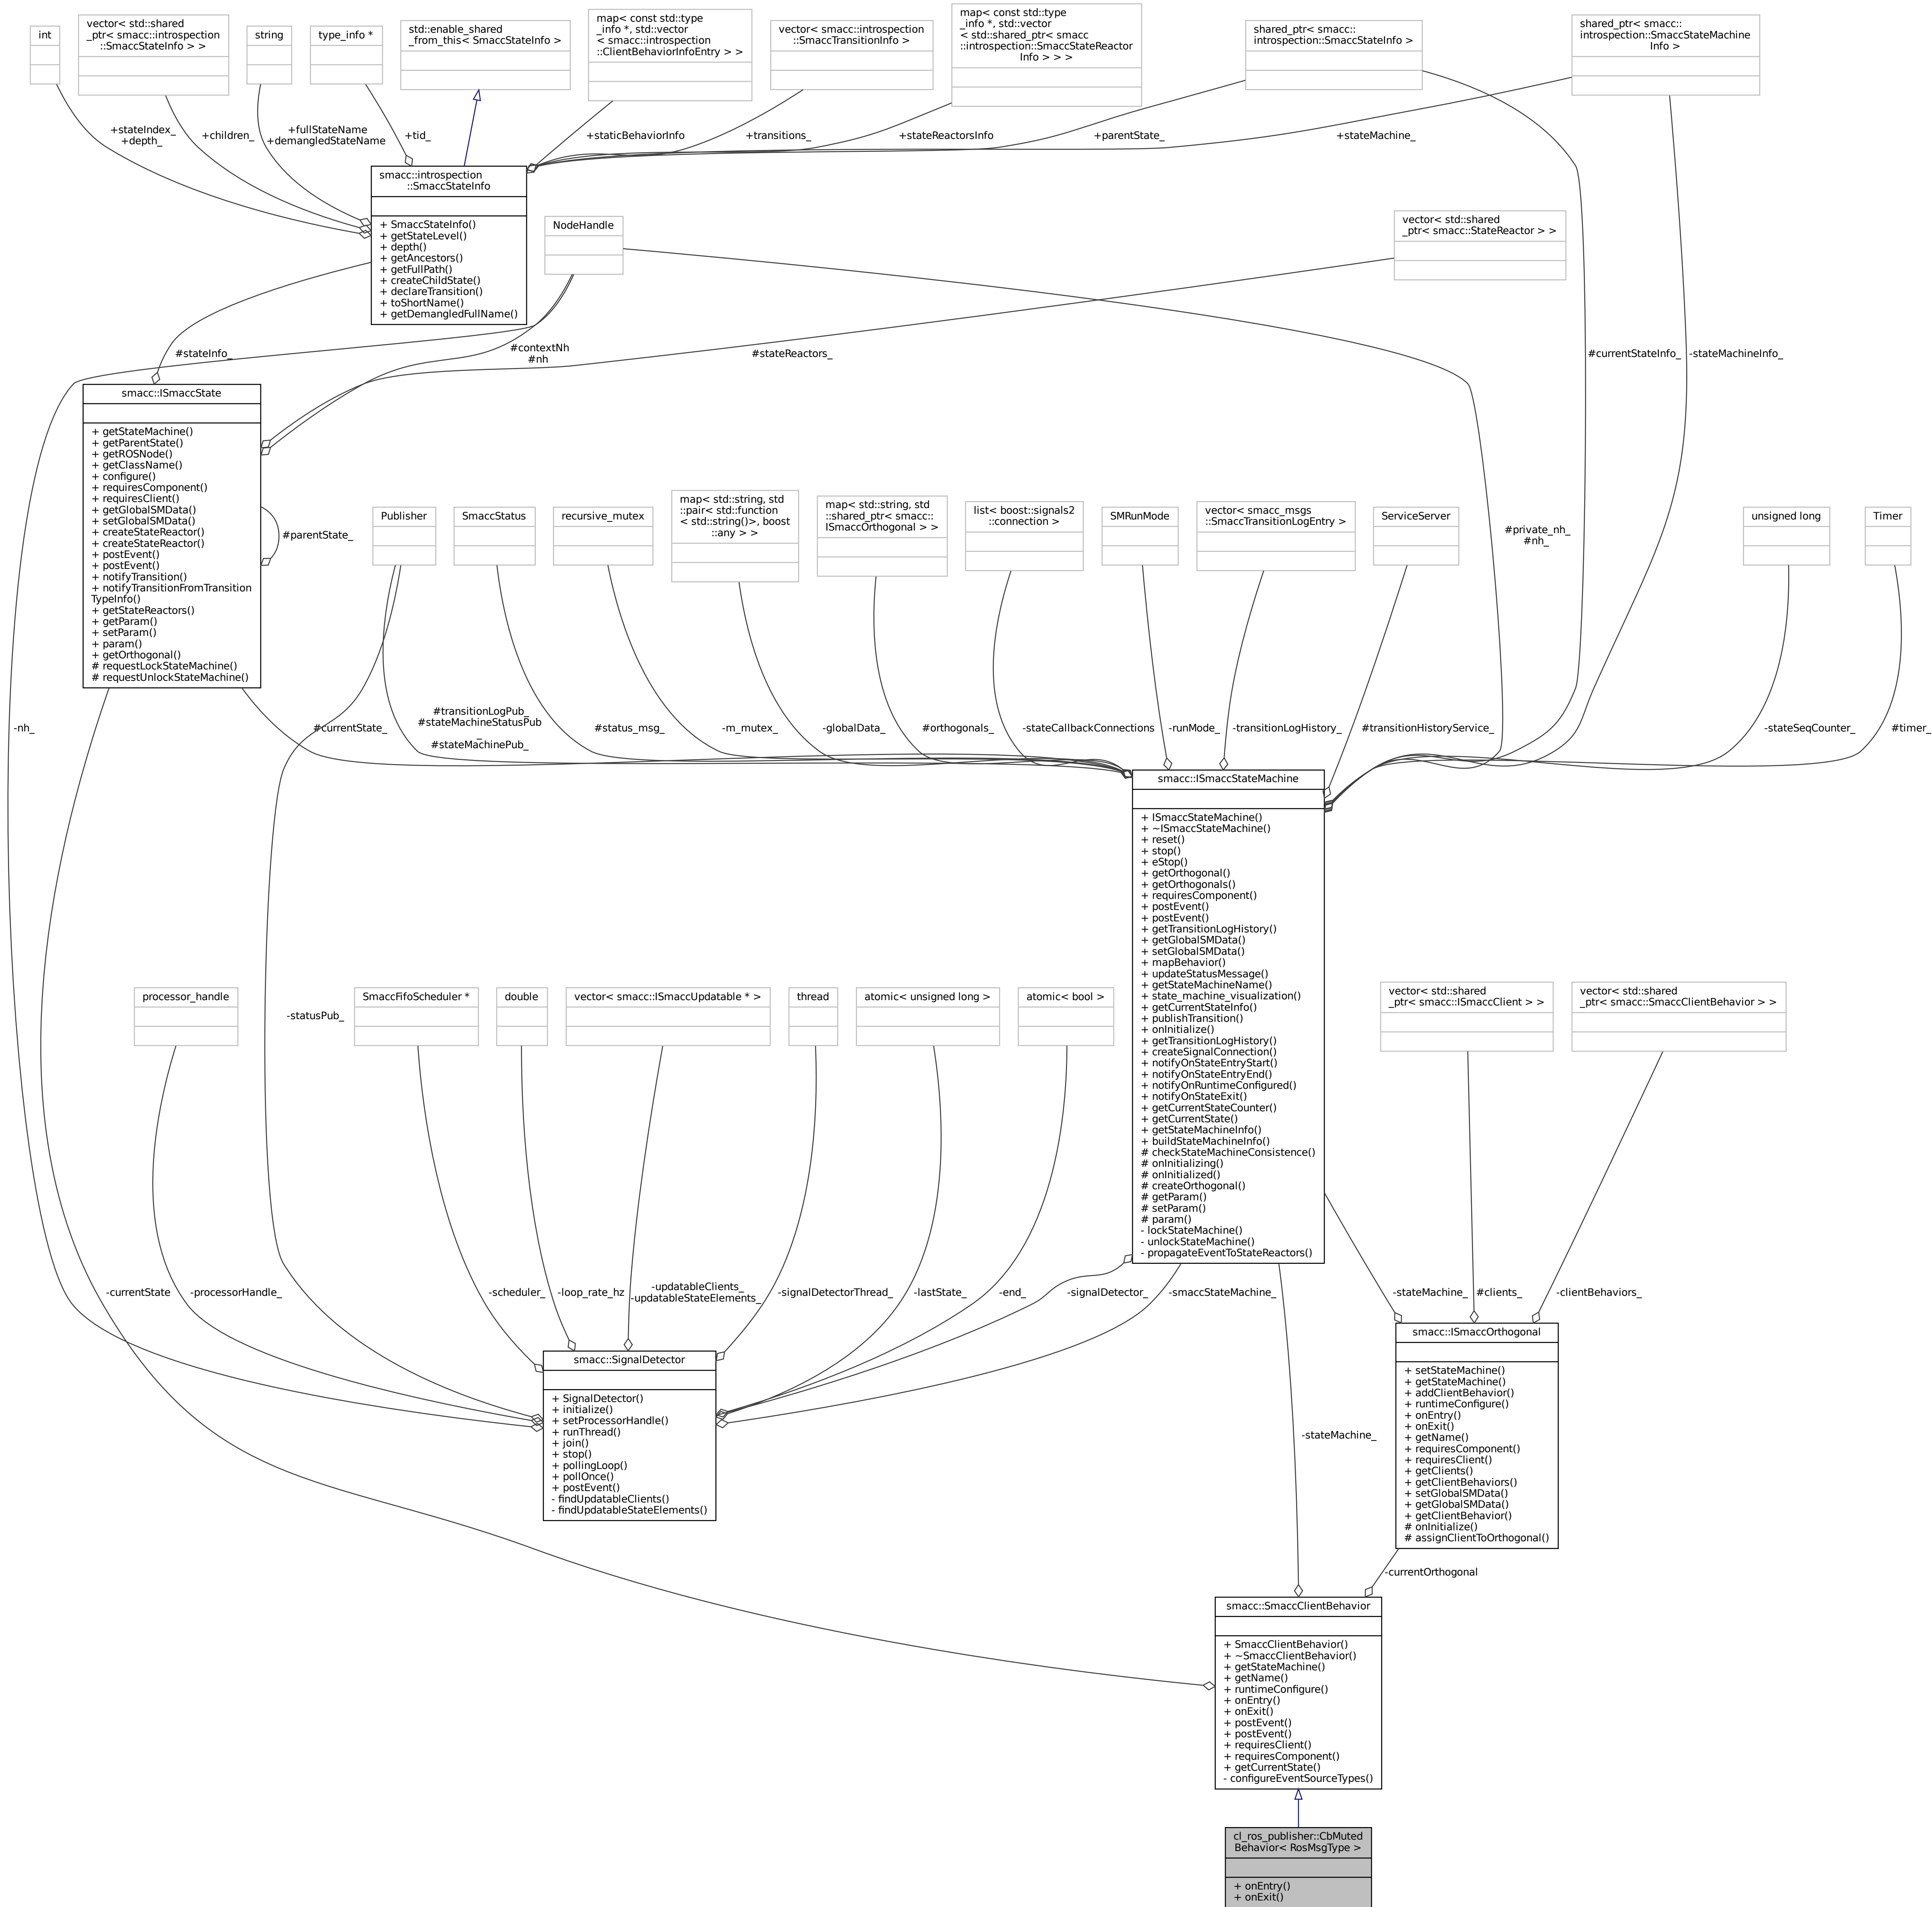 int
vector< std::shared
_ptr< smacc::introspection
::SmaccStateInfo > >
string
type_info *
std::enable_shared
_from_this< SmaccStateInfo >
map< const std::type
_info *, std::vector
< smacc::introspection
::ClientBehaviorInfoEntry > >
vector< smacc::introspection
::SmaccTransitionInfo >
map< const std::type
_info *, std::vector
< std::shared_ptr< smacc
::introspection::SmaccStateReactor
Info > > >
shared_ptr< smacc::
introspection::SmaccStateInfo >
shared_ptr< smacc::
introspection::SmaccStateMachine
Info >
+stateIndex_
+depth_
+children_
+fullStateName
+demangledStateName
+tid_
+staticBehaviorInfo
+transitions_
+stateReactorsInfo
+parentState_
+stateMachine_
smacc::introspection
::SmaccStateInfo
+ SmaccStateInfo()
+ getStateLevel()
+ depth()
+ getAncestors()
+ getFullPath()
+ createChildState()
+ declareTransition()
+ toShortName()
+ getDemangledFullName()
NodeHandle
vector< std::shared
_ptr< smacc::StateReactor > >
#stateInfo_
#contextNh
#nh
#stateReactors_
#currentStateInfo_
-stateMachineInfo_
smacc::ISmaccState
+ getStateMachine()
+ getParentState()
+ getROSNode()
+ getClassName()
+ configure()
+ requiresComponent()
+ requiresClient()
+ getGlobalSMData()
+ setGlobalSMData()
+ createStateReactor()
+ createStateReactor()
+ postEvent()
+ postEvent()
+ notifyTransition()
+ notifyTransitionFromTransition
TypeInfo()
+ getStateReactors()
+ getParam()
+ setParam()
+ param()
+ getOrthogonal()
# requestLockStateMachine()
# requestUnlockStateMachine()
#parentState_
Publisher
SmaccStatus
recursive_mutex
map< std::string, std
::pair< std::function
< std::string()>, boost
::any > >
map< std::string, std
::shared_ptr< smacc::
ISmaccOrthogonal > >
list< boost::signals2
::connection >
SMRunMode
vector< smacc_msgs
::SmaccTransitionLogEntry >
ServiceServer
#private_nh_
#nh_
unsigned long
Timer
-nh_
#currentState_
#transitionLogPub_
#stateMachineStatusPub
_
#stateMachinePub_
#status_msg_
-m_mutex_
-globalData_
#orthogonals_
-stateCallbackConnections
-runMode_
-transitionLogHistory_
#transitionHistoryService_
-stateSeqCounter_
#timer_
smacc::ISmaccStateMachine
+ ISmaccStateMachine()
+ ~ISmaccStateMachine()
+ reset()
+ stop()
+ eStop()
+ getOrthogonal()
+ getOrthogonals()
+ requiresComponent()
+ postEvent()
+ postEvent()
+ getTransitionLogHistory()
+ getGlobalSMData()
+ setGlobalSMData()
+ mapBehavior()
+ updateStatusMessage()
+ getStateMachineName()
+ state_machine_visualization()
+ getCurrentStateInfo()
+ publishTransition()
+ onInitialize()
+ getTransitionLogHistory()
+ createSignalConnection()
+ notifyOnStateEntryStart()
+ notifyOnStateEntryEnd()
+ notifyOnRuntimeConfigured()
+ notifyOnStateExit()
+ getCurrentStateCounter()
+ getCurrentState()
+ getStateMachineInfo()
+ buildStateMachineInfo()
# checkStateMachineConsistence()
# onInitializing()
# onInitialized()
# createOrthogonal()
# getParam()
# setParam()
# param()
- lockStateMachine()
- unlockStateMachine()
- propagateEventToStateReactors()
processor_handle
-statusPub_
SmaccFifoScheduler *
double
vector< smacc::ISmaccUpdatable * >
thread
atomic< unsigned long >
atomic< bool >
vector< std::shared
_ptr< smacc::ISmaccClient > >
vector< std::shared
_ptr< smacc::SmaccClientBehavior > >
-currentState
-processorHandle_
-scheduler_
-loop_rate_hz
-updatableClients_
-updatableStateElements_
-signalDetectorThread_
-lastState_
-end_
-signalDetector_
-smaccStateMachine_
-stateMachine_
#clients_
-clientBehaviors_
smacc::SignalDetector
+ SignalDetector()
+ initialize()
+ setProcessorHandle()
+ runThread()
+ join()
+ stop()
+ pollingLoop()
+ pollOnce()
+ postEvent()
- findUpdatableClients()
- findUpdatableStateElements()
-stateMachine_
smacc::ISmaccOrthogonal
+ setStateMachine()
+ getStateMachine()
+ addClientBehavior()
+ runtimeConfigure()
+ onEntry()
+ onExit()
+ getName()
+ requiresComponent()
+ requiresClient()
+ getClients()
+ getClientBehaviors()
+ setGlobalSMData()
+ getGlobalSMData()
+ getClientBehavior()
# onInitialize()
# assignClientToOrthogonal()
-currentOrthogonal
smacc::SmaccClientBehavior
+ SmaccClientBehavior()
+ ~SmaccClientBehavior()
+ getStateMachine()
+ getName()
+ runtimeConfigure()
+ onEntry()
+ onExit()
+ postEvent()
+ postEvent()
+ requiresClient()
+ requiresComponent()
+ getCurrentState()
- configureEventSourceTypes()
cl_ros_publisher::CbMuted
Behavior< RosMsgType >
+ onEntry()
+ onExit()